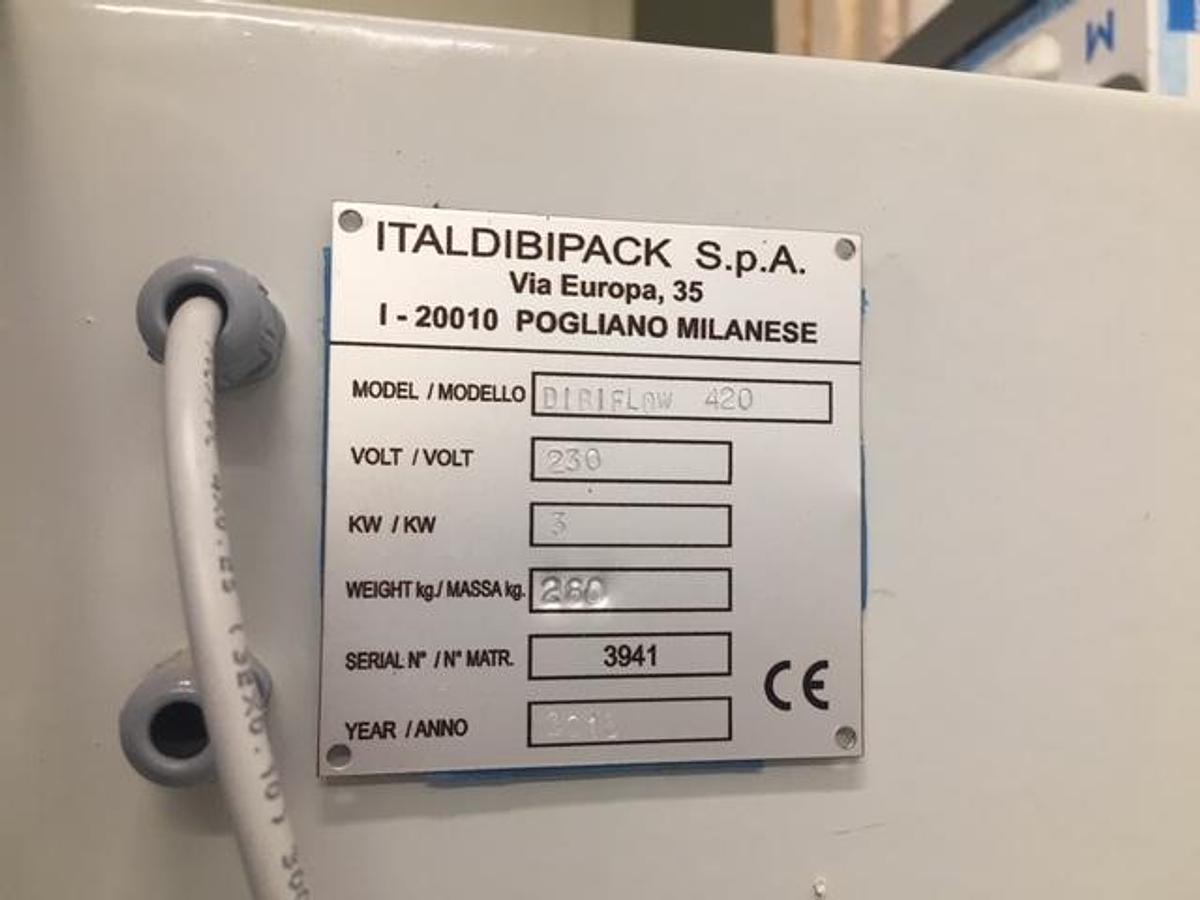 M
ITALDIBIPACK S.p.A.
Via Europa, 35
I - 20010 POGLIANO MILANESE
MODEL / MODELLO DIBIFLOW 420
VOLT / VOLT 230
KW / KW 3
WEIGHT kg./ MASSA kg. 260
SERIAL N° / N° MATR. 3941
YEAR / ANNO
CE